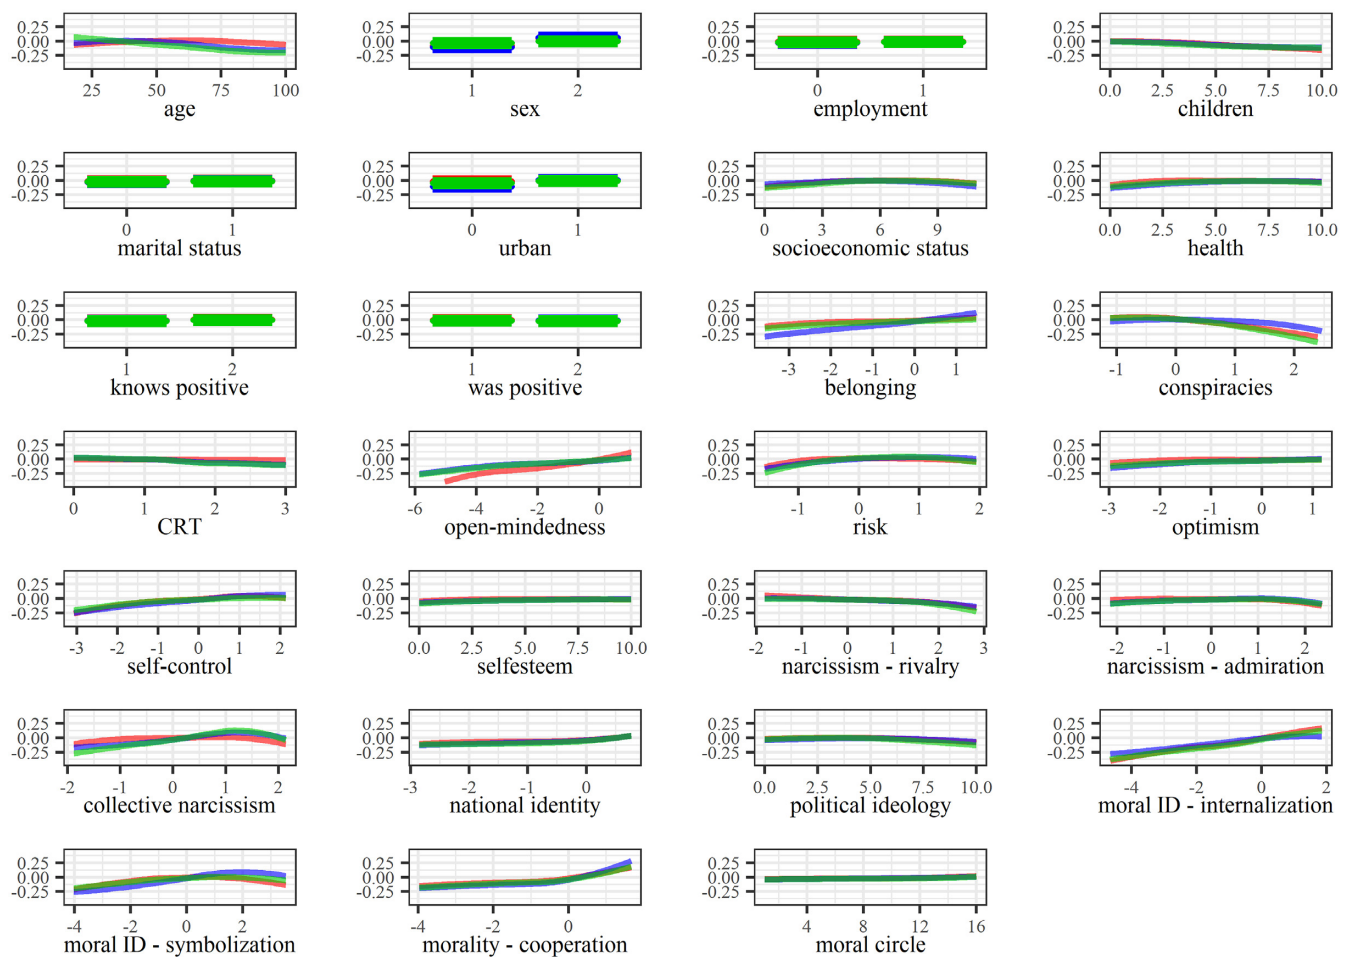 0.25 0.25 0.25 0.25
0.00 0.00 0.00 0.00
-0.25 -0.25 -0.25 -0.25
25 50 75 100 1 2 0 1 0.0 2.5 5.0 7.5 10.0
age sex employment children
0.25 0.25 0.25 0.25
0.00 0.00 0.00 0.00
-0.25 -0.25 -0.25 -0.25
0 1 0 1 0 3 6 9 0.0 2.5 5.0 7.5 10.0
marital status urban socioeconomic status health
0.25 0.25 0.25 0.25
0.00 0.00 0.00 0.00
-0.25 -0.25 -0.25 -0.25
1 2 1 2 -3 -2 -1 0 1 -1 0 1 2
knows positive was positive belonging conspiracies
0.25 0.25 0.25 0.25
0.00 0.00 0.00 0.00
-0.25 -0.25 -0.25 -0.25
0 1 2 3 -6 -4 -2 0 -1 0 1 2 -3 -2 -1 0 1
CRT open-mindedness risk optimism
0.25 0.25 0.25 0.25
0.00 0.00 0.00 0.00
-0.25 -0.25 -0.25 -0.25
-3 -2 -1 0 1 2 0.0 2.5 5.0 7.5 10.0 -2 -1 0 1 2 3 -2 -1 0 1 2
self-control selfesteem narcissism - rivalry narcissism - admiration
0.25 0.25 0.25 0.25
0.00 0.00 0.00 0.00
-0.25 -0.25 -0.25 -0.25
-2 -1 0 1 2 -3 -2 -1 0 0.0 2.5 5.0 7.5 10.0 -4 -2 0 2
collective narcissism national identity political ideology moral ID - internalization
0.25 0.25 0.25
0.00 0.00 0.00
-0.25 -0.25 -0.25
-4 -2 0 2 -4 -2 0 4 8 12 16
moral ID - symbolization morality - cooperation moral circle